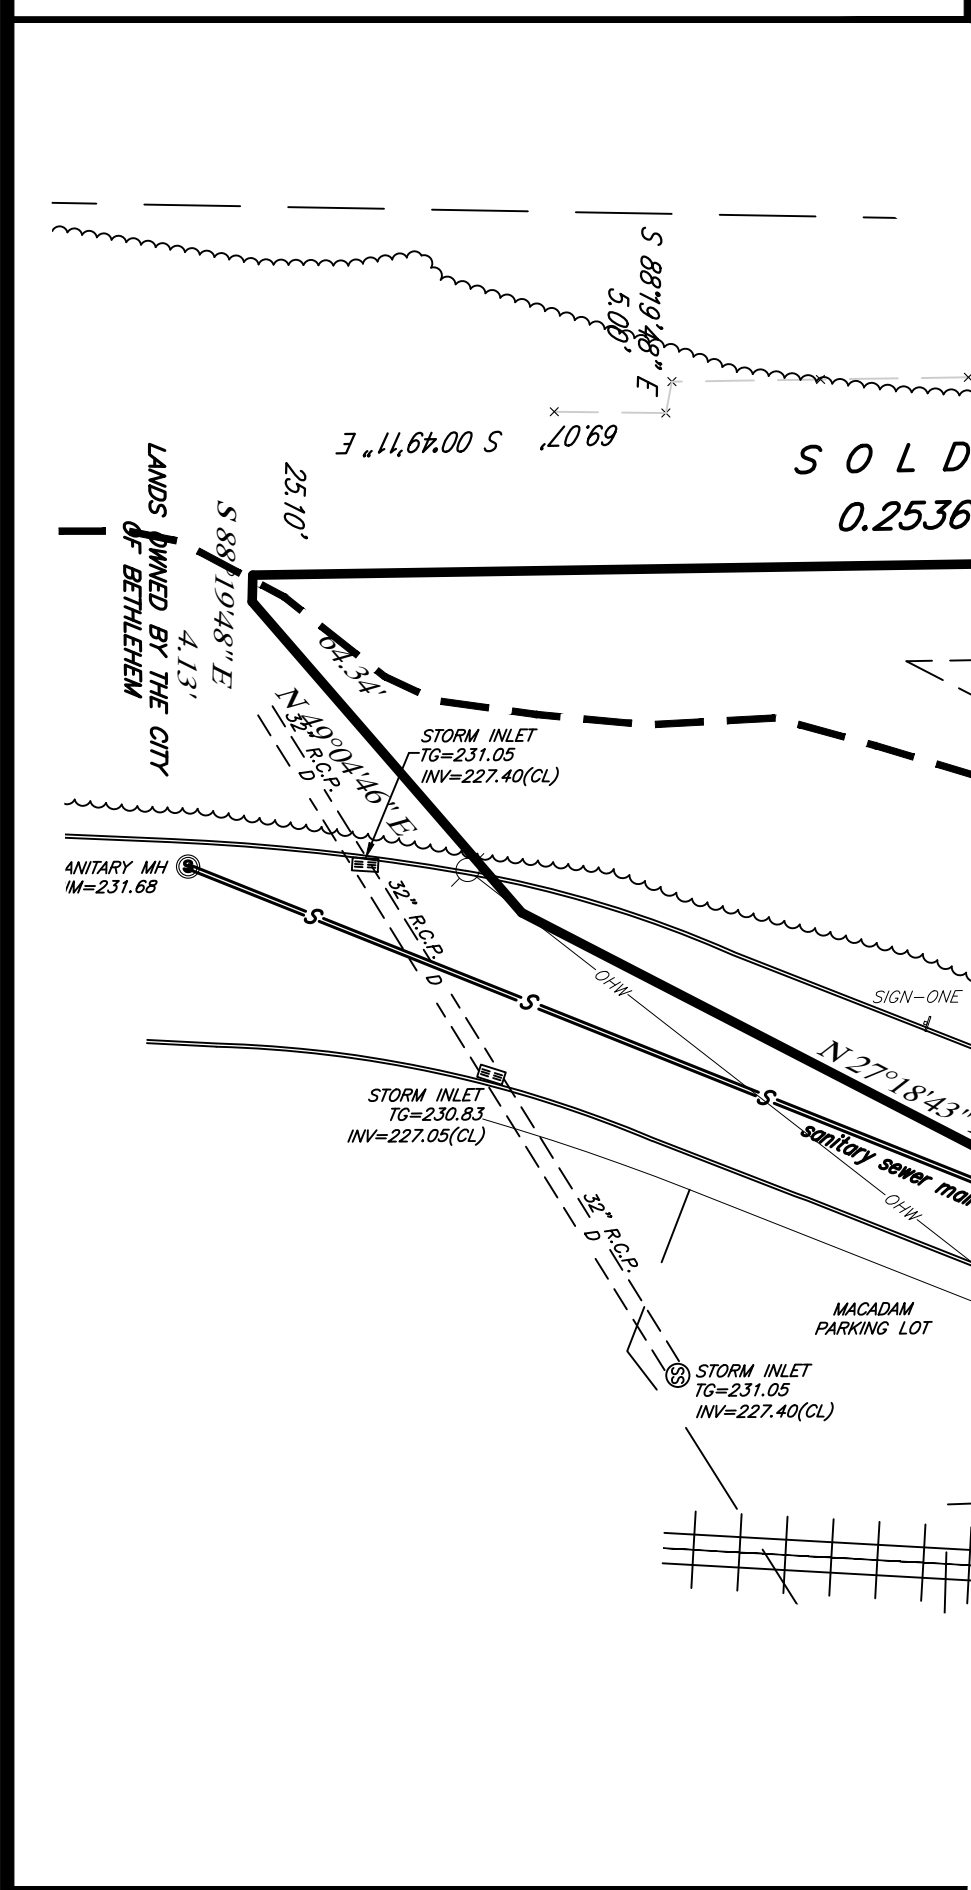 S 88°19'48" E
5.00'
S 00°49'11" E 69.07'
S O L D
0.2536
25.10'
LANDS OWNED BY THE CITY
OF BETHLEHEM
S 88°19'48" E
4.13'
64.34'
N 49°04'46" E
32" R.C.P.
D
STORM INLET
TG=231.05
INV=227.40(CL)
ANITARY MH
IM=231.68
S
S
32" R.C.P.
D
S
OHW
SIGN-ONE
N 27°18'43"
S
sanitary sewer main
OHW
STORM INLET
TG=230.83
INV=227.05(CL)
32" R.C.P.
D
MACADAM
PARKING LOT
SS
STORM INLET
TG=231.05
INV=227.40(CL)